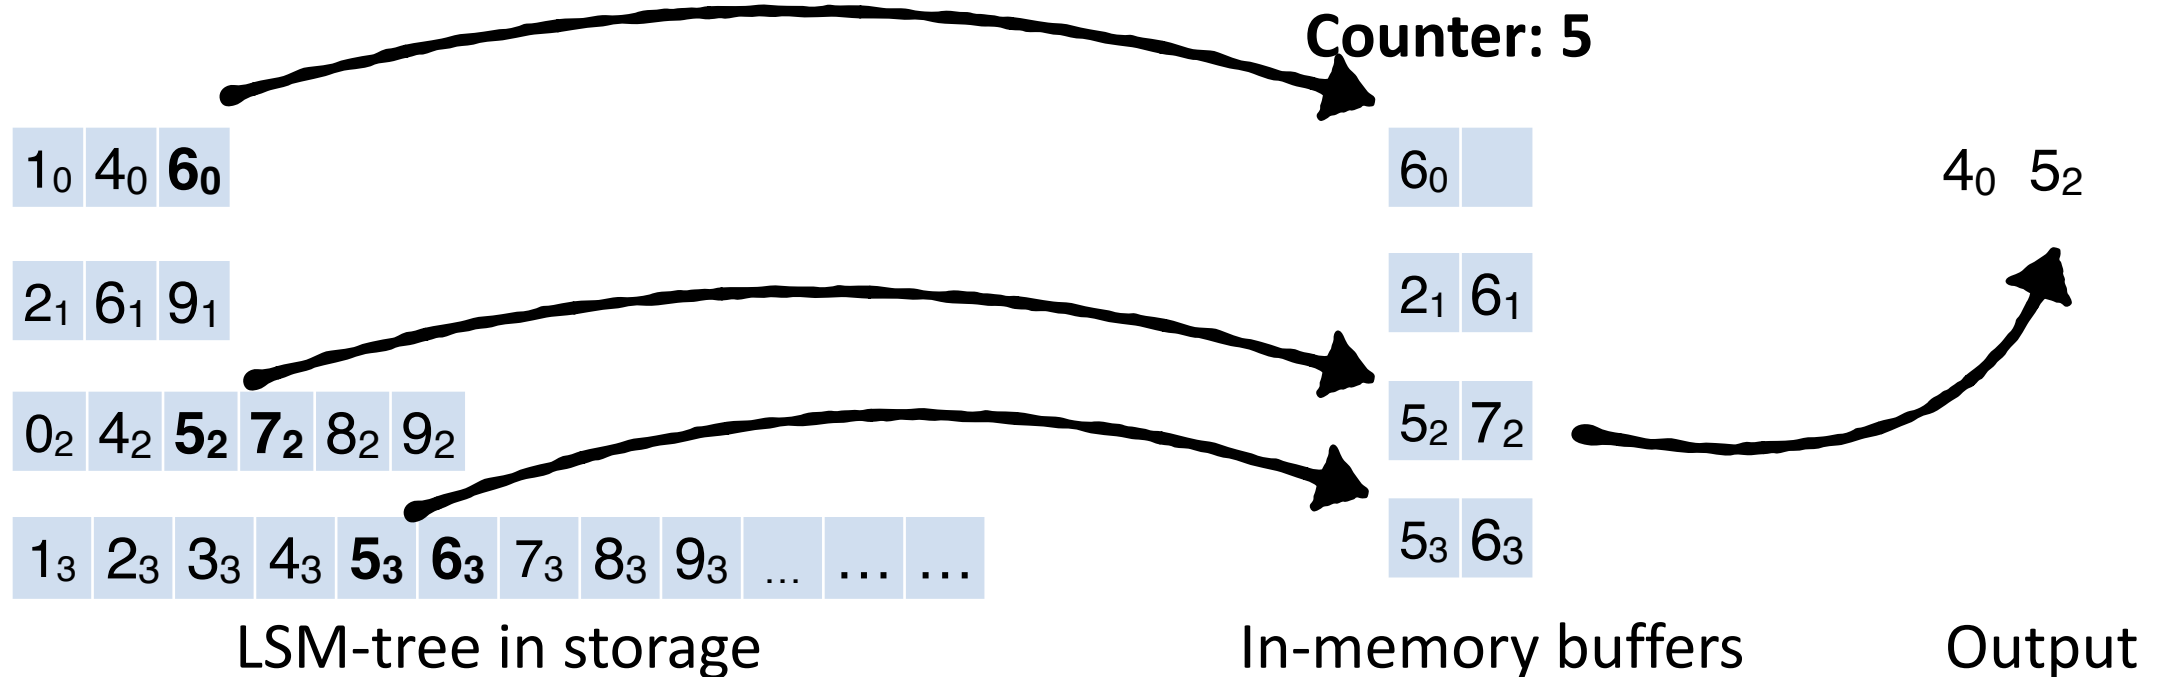 Counter: 5
1₀ 4₀ 6₀
6₀
4₀ 5₂
2₁ 6₁ 9₁
2₁ 6₁
0₂ 4₂ 5₂ 7₂ 8₂ 9₂
5₂ 7₂
1₃ 2₃ 3₃ 4₃ 5₃ 6₃ 7₃ 8₃ 9₃ ... ... ...
5₃ 6₃
LSM-tree in storage
In-memory buffers
Output